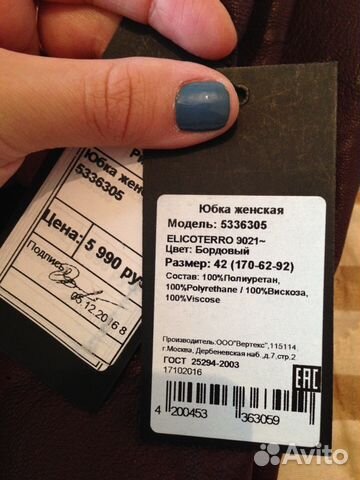 Юбка жен
5336305
Цена: 5 990 ру
Подпись
05.12.2016 8
Юбка женская
Модель: 5336305
ELICOTERRO 9021~
Цвет: Бордовый
Размер: 42 (170-62-92)
Состав: 100%Полиуретан,
100%Polyrethane / 100%Вискоза,
100%Viscose
Производитель:ООО"Вертекс",115114
,г.Москва, Дербеневская наб.,д.7,стр.2
ГОСТ 25294-2003
17102016
EAC
4 200453 363059
Avito